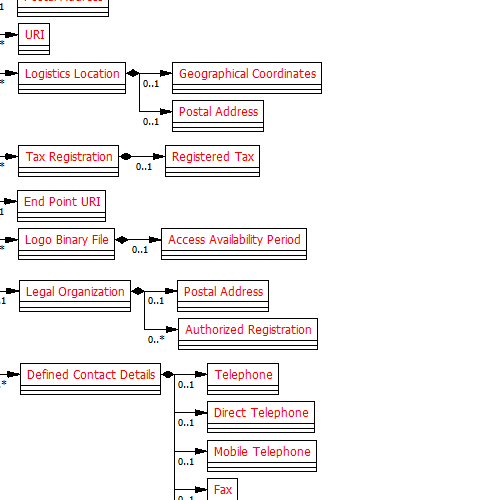 1
URI
*
Logistics Location
Geographical Coordinates
*
0..1
Postal Address
0..1
Tax Registration
Registered Tax
*
0..1
End Point URI
1
Logo Binary File
Access Availability Period
*
0..1
Legal Organization
Postal Address
.1
0..1
Authorized Registration
0..*
Defined Contact Details
Telephone
.*
0..1
Direct Telephone
0..1
Mobile Telephone
0..1
Fax
0..1